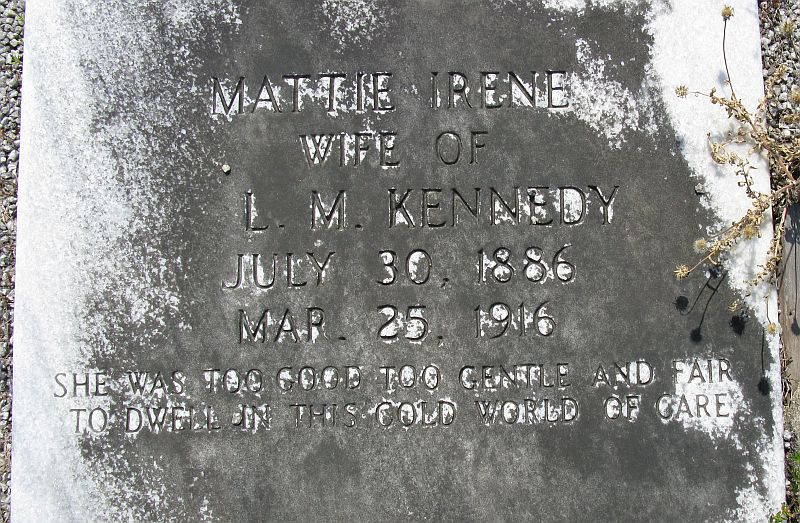 MATTIE IRENE
WIFE OF
L. M. KENNEDY
JULY 30, 1886
MAR. 25, 1916
SHE WAS TOO GOOD TOO GENTLE AND FAIR
TO DWELL IN THIS COLD WORLD OF CARE